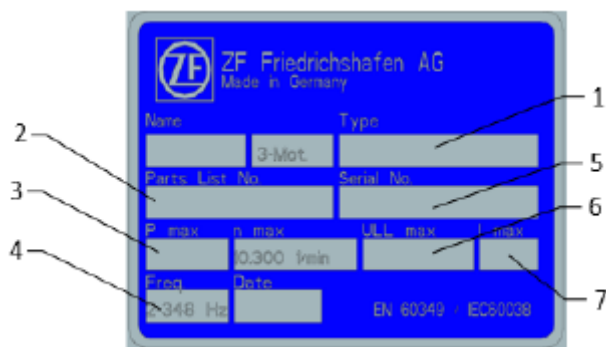 ZF ZF Friedrichshafen AG
Made in Germany
Name Type
1
2
3-Mot.
Parts List No. Serial No.
5
3
P max n max ULL max I max
6
10.300 1/min
4
Freq. Date
7
2-348 Hz EN 60349 / IEC60038